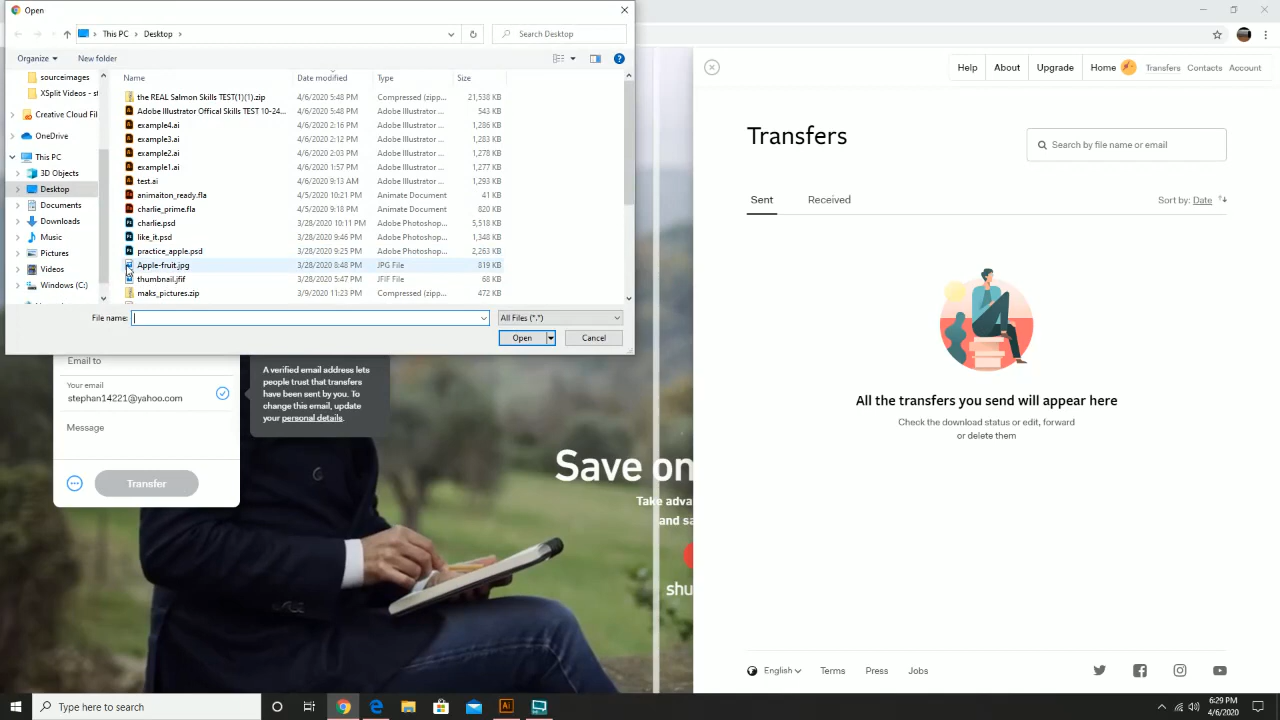 Open
This PC
Desktop
Search Desktop
Organize
New folder
sourceimages
XSplit Videos - st
Creative Cloud Fil
OneDrive
This PC
3D Objects
Desktop
Documents
Downloads
Music
Pictures
Videos
Windows (C:)
Name Date modified Type Size
the REAL Salmon Skills TEST(1)(1).zip 4/6/2020 5:48 PM Compressed (zipp... 21,538 KB
Adobe Illustrator Offical Skills TEST 10-24... 4/6/2020 5:48 PM Adobe Illustrator ... 543 KB
example4.ai 4/6/2020 2:16 PM Adobe Illustrator ... 1,286 KB
example3.ai 4/6/2020 2:12 PM Adobe Illustrator ... 1,283 KB
example2.ai 4/6/2020 2:03 PM Adobe Illustrator ... 1,278 KB
example1.ai 4/6/2020 1:57 PM Adobe Illustrator ... 1,277 KB
test.ai 4/6/2020 9:13 AM Adobe Illustrator ... 1,293 KB
animaiton_ready.fla 4/5/2020 10:21 PM Animate Document 41 KB
charlie_prime.fla 4/5/2020 9:18 PM Animate Document 820 KB
charlie.psd 3/28/2020 10:11 PM Adobe Photoshop... 5,518 KB
like_it.psd 3/28/2020 9:46 PM Adobe Photoshop... 1,348 KB
practice_apple.psd 3/28/2020 9:25 PM Adobe Photoshop... 2,263 KB
Apple-fruit.jpg 3/28/2020 8:48 PM JPG File 819 KB
thumbnail.jfif 3/28/2020 5:47 PM JFIF File 68 KB
maks_pictures.zip 3/9/2020 11:23 PM Compressed (zipp... 472 KB
File name:
All Files (*.*)
Open
Cancel
Email to
Your email
stephan14221@yahoo.com
Message
Transfer
A verified email address lets
people trust that transfers
have been sent by you. To
change this email, update
your personal details.
Save on
Take adva
and sa
shu
Help
About
Upgrade
Home
Transfers
Contacts
Account
Transfers
Search by file name or email
Sent
Received
Sort by: Date
All the transfers you send will appear here
Check the download status or edit, forward
or delete them
English
Terms
Press
Jobs
Type here to search
Ai
6:29 PM
4/6/2020